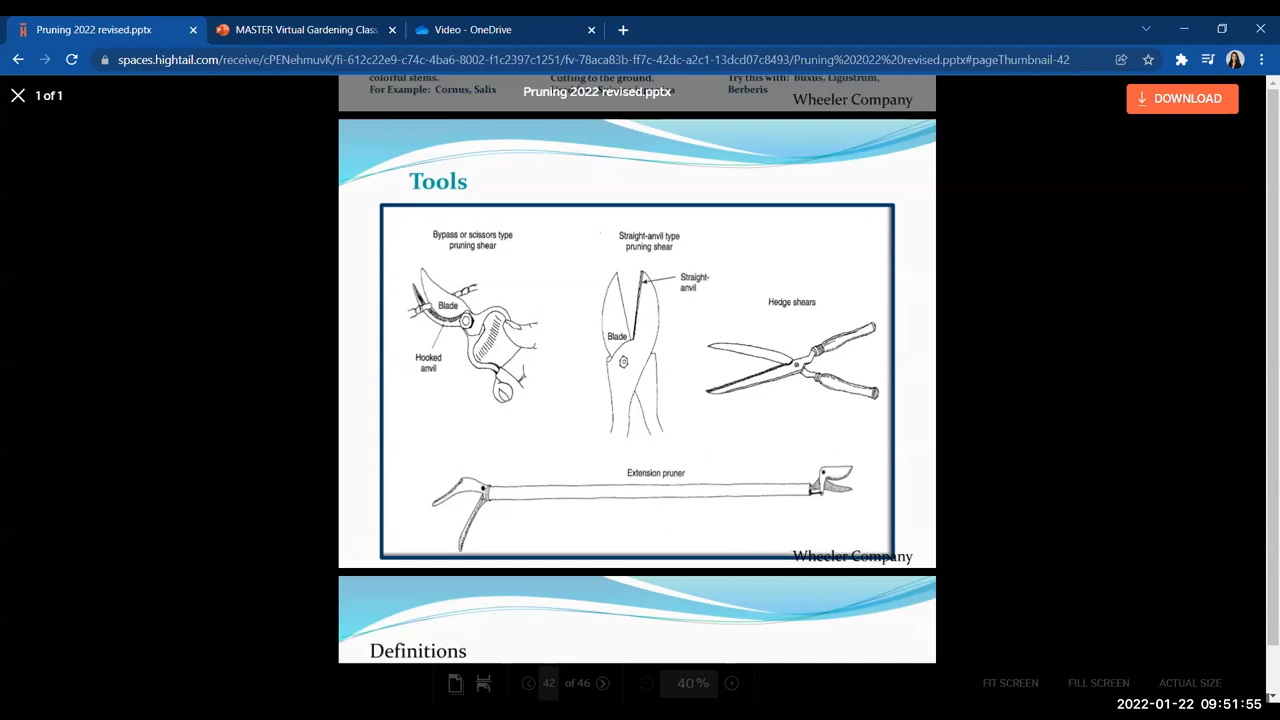 Pruning 2022 revised.pptx
MASTER Virtual Gardening Class
Video - OneDrive
spaces.hightail.com/receive/cPENehmuvK/fi-612c22e9-c74c-4ba6-8002-f1c2397c1250/fv-78aca83b-ff7c-42dc-a2c1-13dcd07c8493/Pruning%202022%20revised.pptx#pageThumbnail-42
1 of 1
colorful stems.
Cutting to the ground.
Try this with: Buxus, Ligustrum,
For Example: Cornus, Salix
Pruning 2022 revised.pptx
Berberis
Wheeler Company
DOWNLOAD
Tools
Bypass or scissors type
pruning shear
Straight-anvil type
pruning shear
Straight-
anvil
Hedge shears
Blade
Blade
Hooked
anvil
Extension pruner
Wheeler Company
Definitions
42 of 46
40%
FIT SCREEN
FILL SCREEN
ACTUAL SIZE
2022-01-22 09:51:55